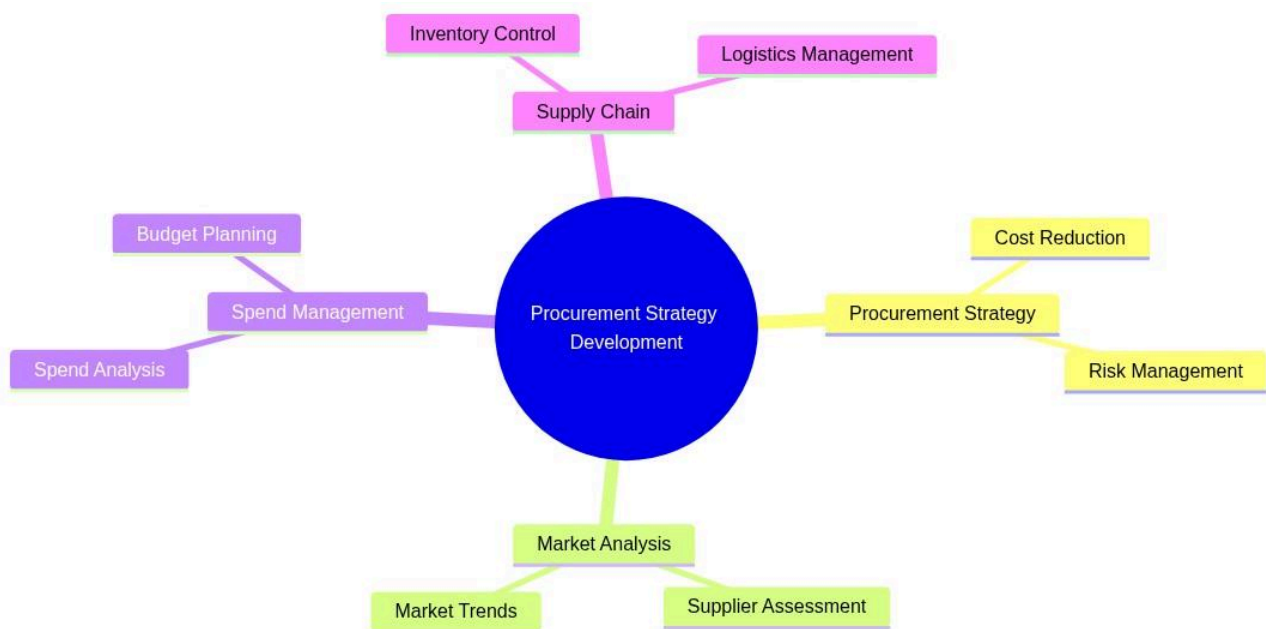 Inventory Control
Logistics Management
Supply Chain
Budget Planning
Cost Reduction
Spend Management
Procurement Strategy
Development
Procurement Strategy
Spend Analysis
Risk Management
Market Analysis
Market Trends
Supplier Assessment